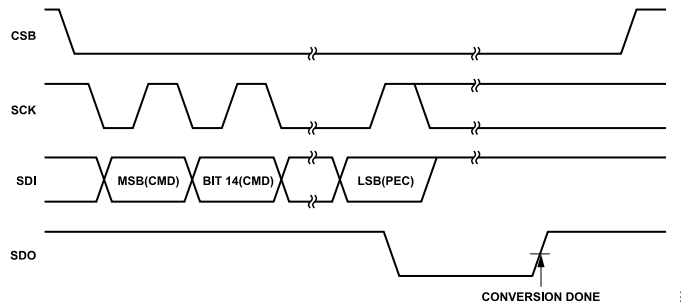 CSB
SCK
SDI
MSB(CMD)
BIT 14(CMD)
LSB(PEC)
SDO
CONVERSION DONE